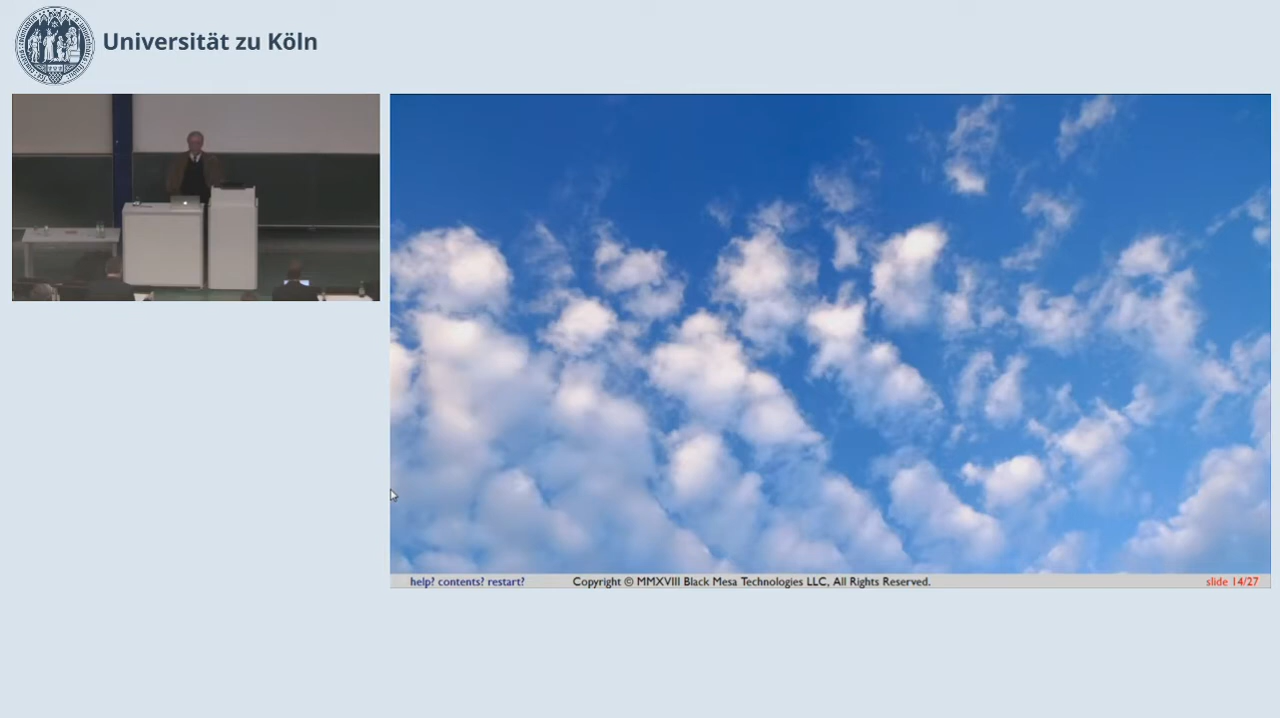 Universität zu Köln
help? contents? restart?
Copyright © MMXVIII Black Mesa Technologies LLC, All Rights Reserved.
slide 14/27